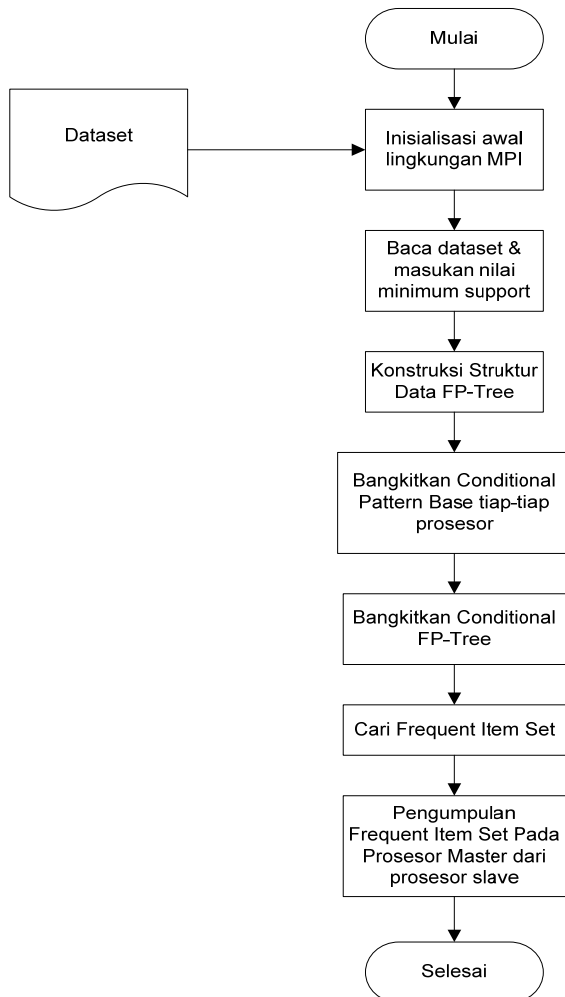 Mulai
Dataset
Inisialisasi awal
lingkungan MPI
Baca dataset &
masukan nilai
minimum support
Konstruksi Struktur
Data FP-Tree
Bangkitkan Conditional
Pattern Base tiap-tiap
prosesor
Bangkitkan Conditional
FP-Tree
Cari Frequent Item Set
Pengumpulan
Frequent Item Set Pada
Prosesor Master dari
prosesor slave
Selesai